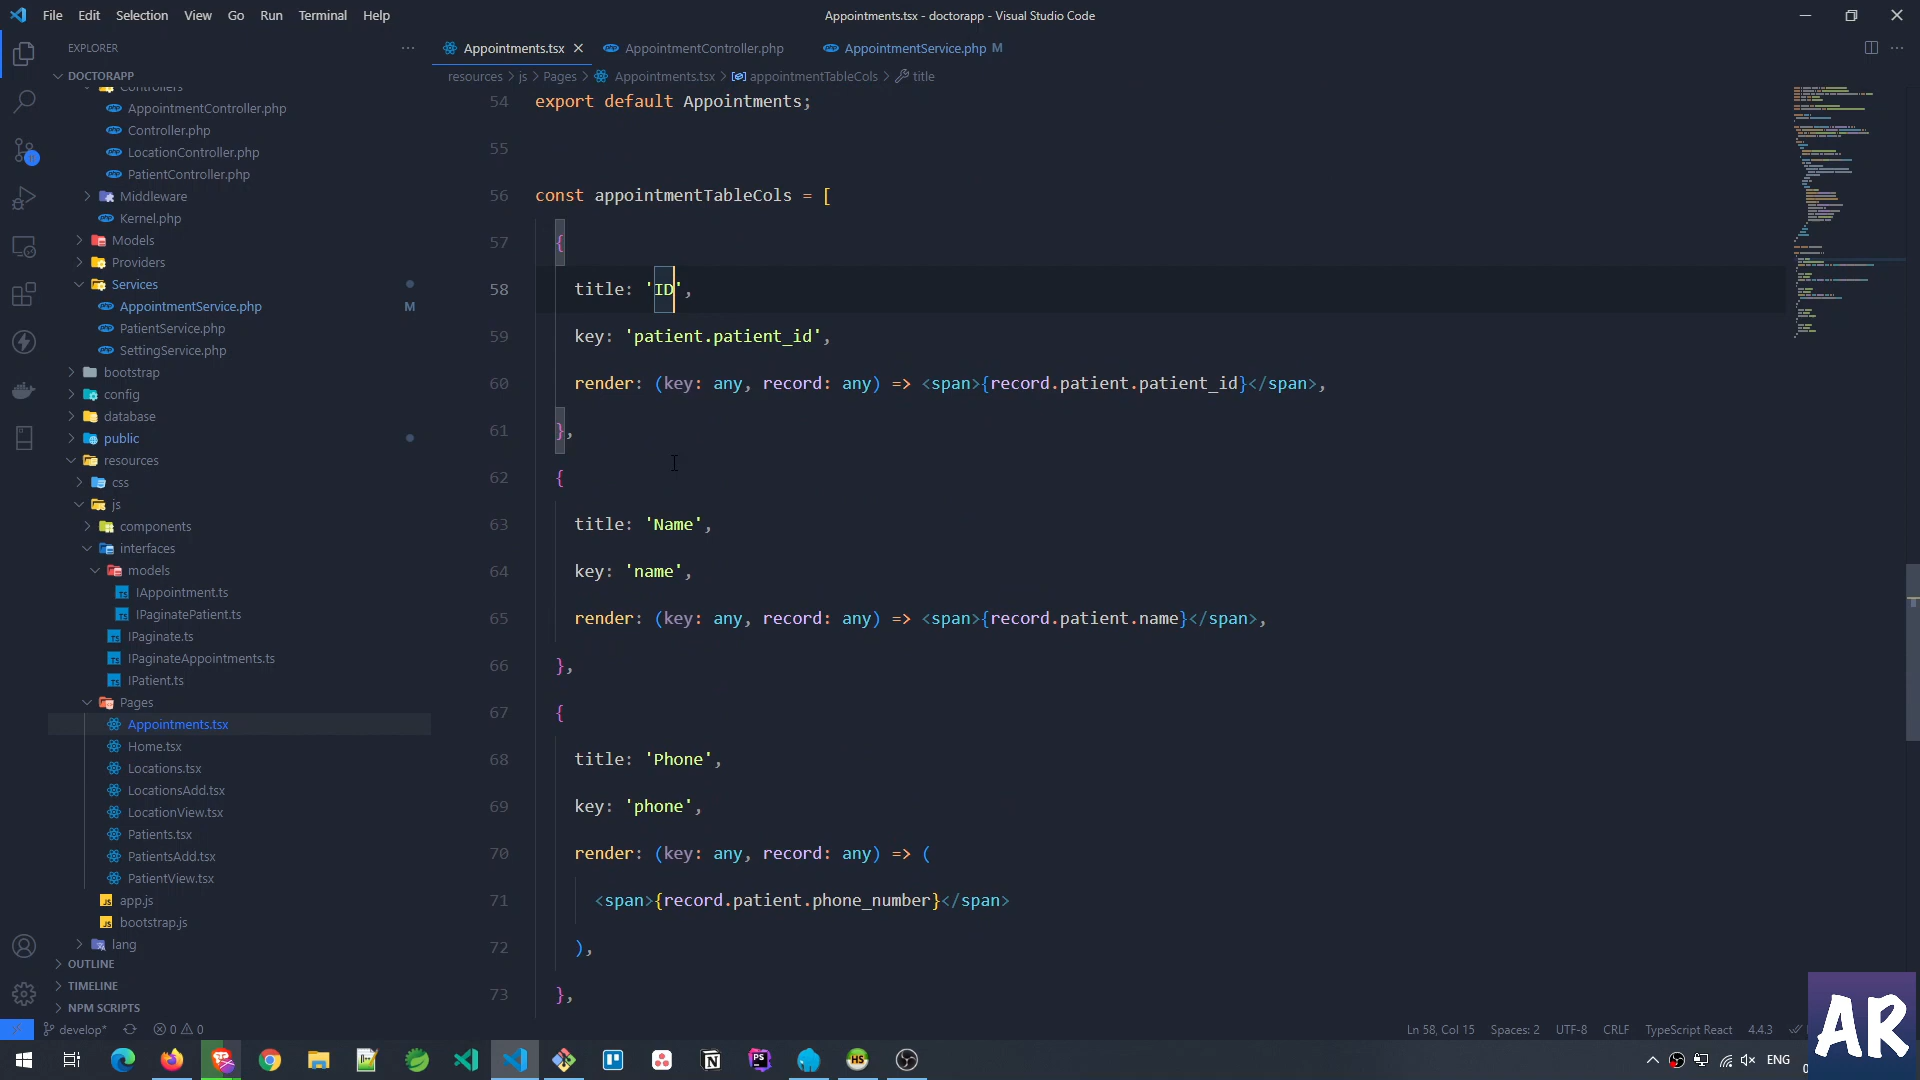 File Edit Selection View Go Run Terminal Help
Appointments.tsx - doctorapp - Visual Studio Code
EXPLORER
DOCTORAPP
Controllers
AppointmentController.php
Controller.php
LocationController.php
PatientController.php
Middleware
Kernel.php
Models
Providers
Services
AppointmentService.php M
PatientService.php
SettingService.php
bootstrap
config
database
public
resources
css
js
components
interfaces
models
IAppointment.ts
IPaginatePatient.ts
IPaginate.ts
IPaginateAppointments.ts
IPatient.ts
Pages
Appointments.tsx
Home.tsx
Locations.tsx
LocationsAdd.tsx
LocationView.tsx
Patients.tsx
PatientsAdd.tsx
PatientView.tsx
app.js
bootstrap.js
lang
OUTLINE
TIMELINE
NPM SCRIPTS
Appointments.tsx AppointmentController.php AppointmentService.php M
resources > js > Pages > Appointments.tsx > appointmentTableCols > title
54 export default Appointments;
55
56 const appointmentTableCols = [
57 {
58 title: 'ID',
59 key: 'patient.patient_id',
60 render: (key: any, record: any) => <span>{record.patient.patient_id}</span>,
61 },
62 {
63 title: 'Name',
64 key: 'name',
65 render: (key: any, record: any) => <span>{record.patient.name}</span>,
66 },
67 {
68 title: 'Phone',
69 key: 'phone',
70 render: (key: any, record: any) => (
71 <span>{record.patient.phone_number}</span>
72 ),
73 },
develop* 0 0 Ln 58, Col 15 Spaces: 2 UTF-8 CRLF TypeScript React 4.4.3
AR
ENG